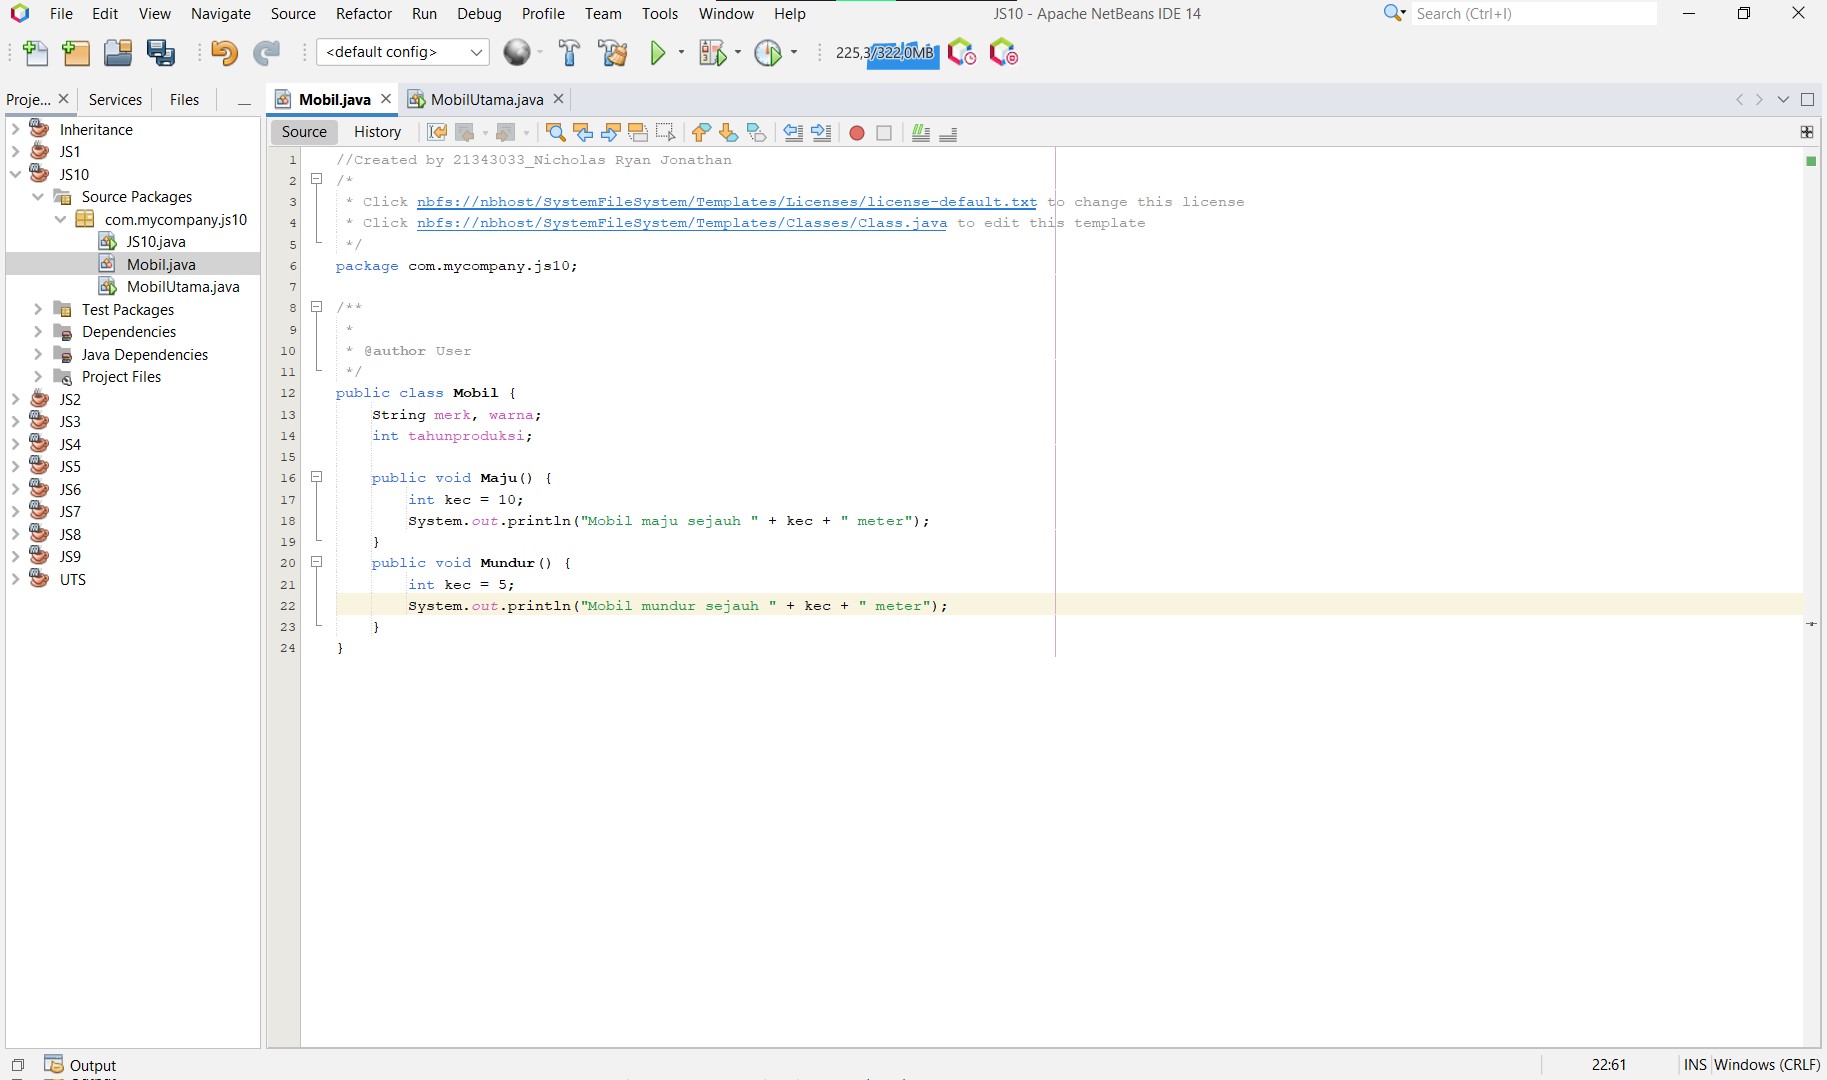 File Edit View Navigate Source Refactor Run Debug Profile Team Tools Window Help JS10 - Apache NetBeans IDE 14 Search (Ctrl+I)
<default config> 225,3/322,0MB
Proje... Services Files Mobil.java MobilUtama.java
Source History
Inheritance
JS1
JS10
Source Packages
com.mycompany.js10
JS10.java
Mobil.java
MobilUtama.java
Test Packages
Dependencies
Java Dependencies
Project Files
JS2
JS3
JS4
JS5
JS6
JS7
JS8
JS9
UTS
1 //Created by 21343033_Nicholas Ryan Jonathan
2 /*
3 * Click nbfs://nbhost/SystemFileSystem/Templates/Licenses/license-default.txt to change this license
4 * Click nbfs://nbhost/SystemFileSystem/Templates/Classes/Class.java to edit this template
5 */
6 package com.mycompany.js10;
7
8 /**
9 *
10 * @author User
11 */
12 public class Mobil {
13 String merk, warna;
14 int tahunproduksi;
15
16 public void Maju() {
17 int kec = 10;
18 System.out.println("Mobil maju sejauh " + kec + " meter");
19 }
20 public void Mundur() {
21 int kec = 5;
22 System.out.println("Mobil mundur sejauh " + kec + " meter");
23 }
24 }
Output 22:61 INS Windows (CRLF)